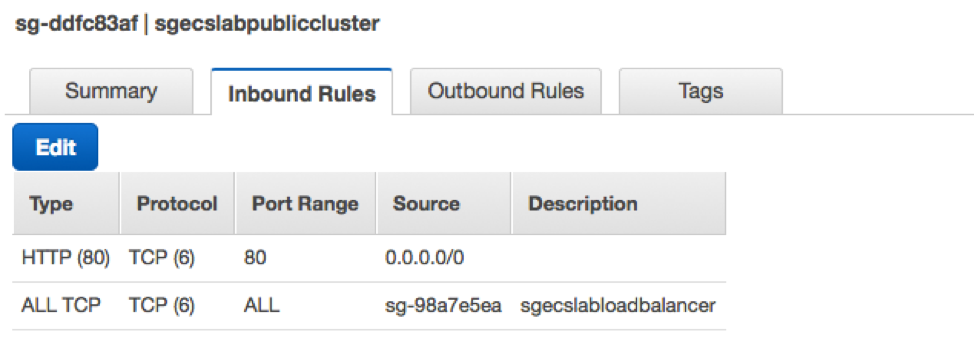 sg-ddfc83af | sgecslabpubliccluster
Summary Inbound Rules Outbound Rules Tags
Edit
Type Protocol Port Range Source Description
HTTP (80) TCP (6) 80 0.0.0.0/0
ALL TCP TCP (6) ALL sg-98a7e5ea sgecslabloadbalancer